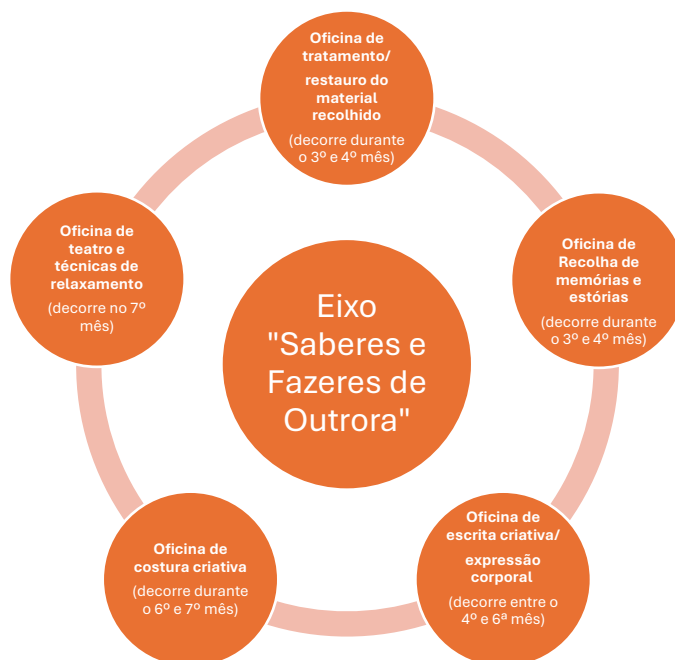 Oficina de
tratamento/
restauro do
material
recolhido
(decorre durante
o 3º e 4º mês)
Oficina de
Recolha de
memórias e
estórias
(decorre durante
o 3º e 4º mês)
Oficina de
escrita criativa/
expressão
corporal
(decorre entre o
4º e 6ª mês)
Oficina de
costura criativa
(decorre durante
o 6º e 7º mês)
Oficina de
teatro e
técnicas de
relaxamento
(decorre no 7º
mês)
Eixo
"Saberes e
Fazeres de
Outrora"